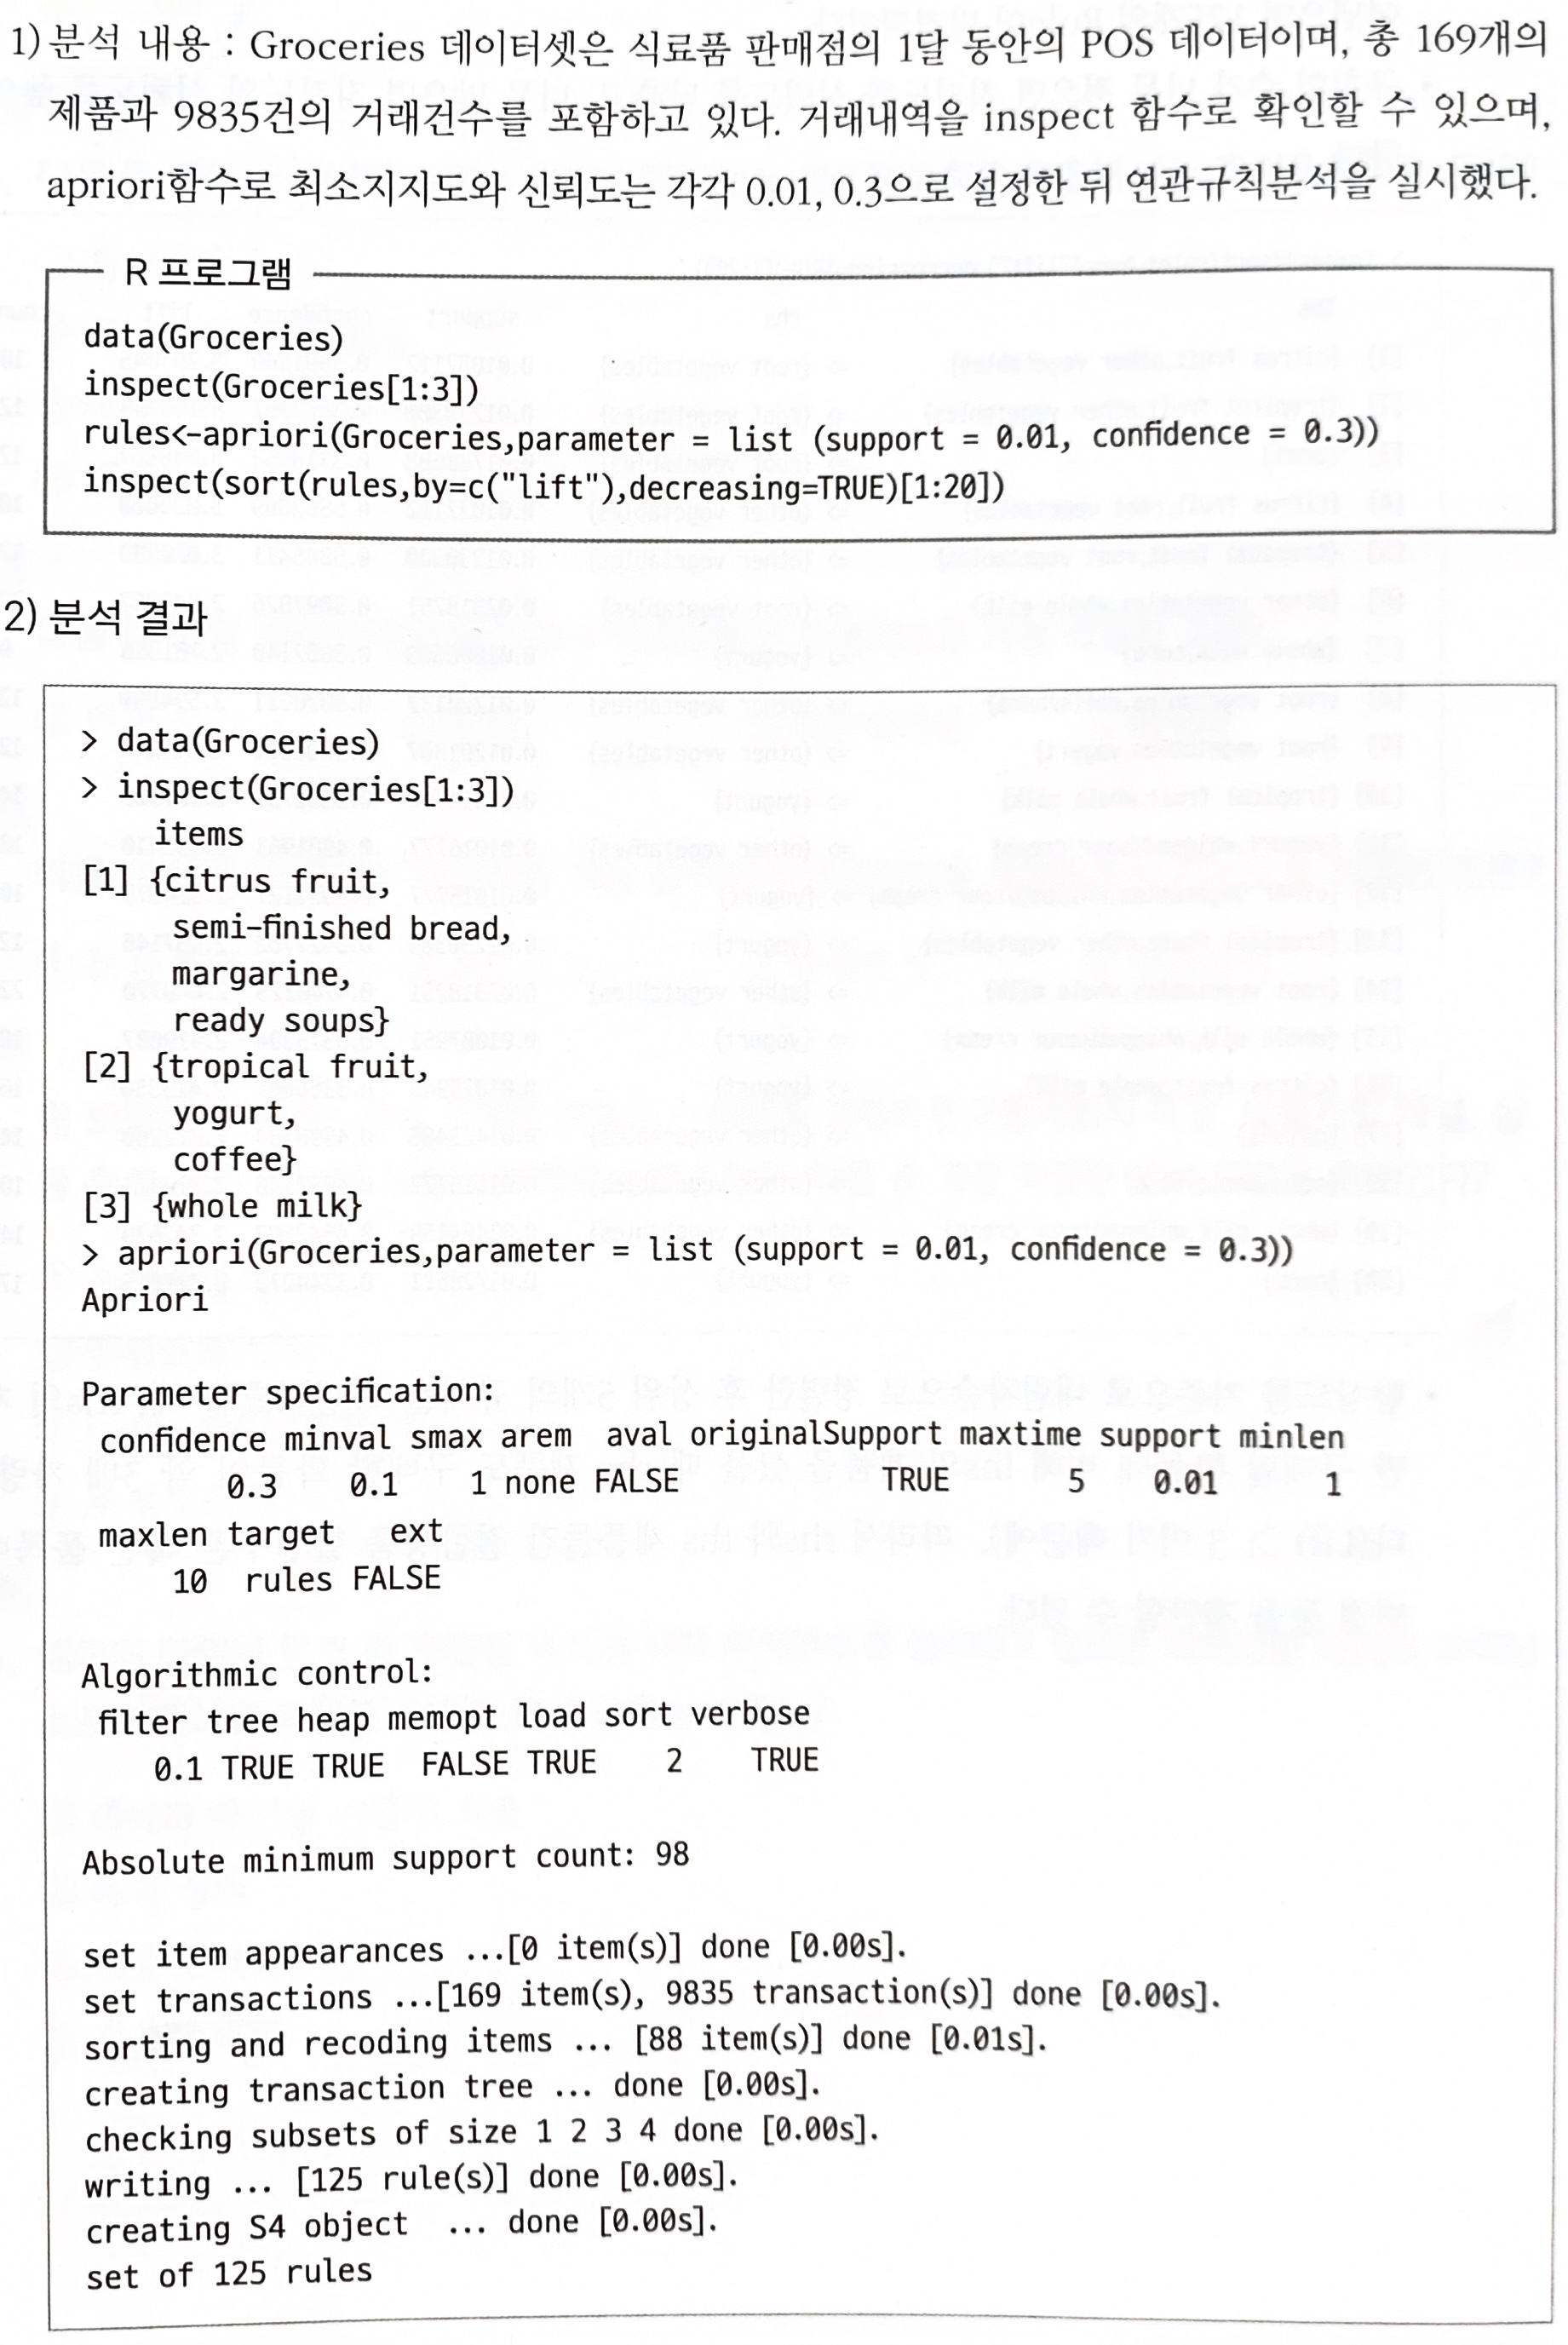 1) 분석 내용 : Groceries 데이터셋은 식료품 판매점의 1달 동안의 POS 데이터이며, 총 169개의
제품과 9835건의 거래건수를 포함하고 있다. 거래내역을 inspect 함수로 확인할 수 있으며,
apriori함수로 최소지지도와 신뢰도는 각각 0.01, 0.3으로 설정한 뒤 연관규칙분석을 실시했다.
R 프로그램
data(Groceries)
inspect(Groceries[1:3])
rules<-apriori(Groceries,parameter = list (support = 0.01, confidence = 0.3))
inspect(sort(rules,by=c("lift"),decreasing=TRUE)[1:20])
2) 분석 결과
> data(Groceries)
> inspect(Groceries[1:3])
items
[1] {citrus fruit,
semi-finished bread,
margarine,
ready soups}
[2] {tropical fruit,
yogurt,
coffee}
[3] {whole milk}
> apriori(Groceries,parameter = list (support = 0.01, confidence = 0.3))
Apriori
Parameter specification:
confidence minval smax arem aval originalSupport maxtime support minlen
0.3 0.1 1 none FALSE TRUE 5 0.01 1
maxlen target ext
10 rules FALSE
Algorithmic control:
filter tree heap memopt load sort verbose
0.1 TRUE TRUE FALSE TRUE 2 TRUE
Absolute minimum support count: 98
set item appearances ...[0 item(s)] done [0.00s].
set transactions ...[169 item(s), 9835 transaction(s)] done [0.00s].
sorting and recoding items ... [88 item(s)] done [0.01s].
creating transaction tree ... done [0.00s].
checking subsets of size 1 2 3 4 done [0.00s].
writing ... [125 rule(s)] done [0.00s].
creating S4 object ... done [0.00s].
set of 125 rules